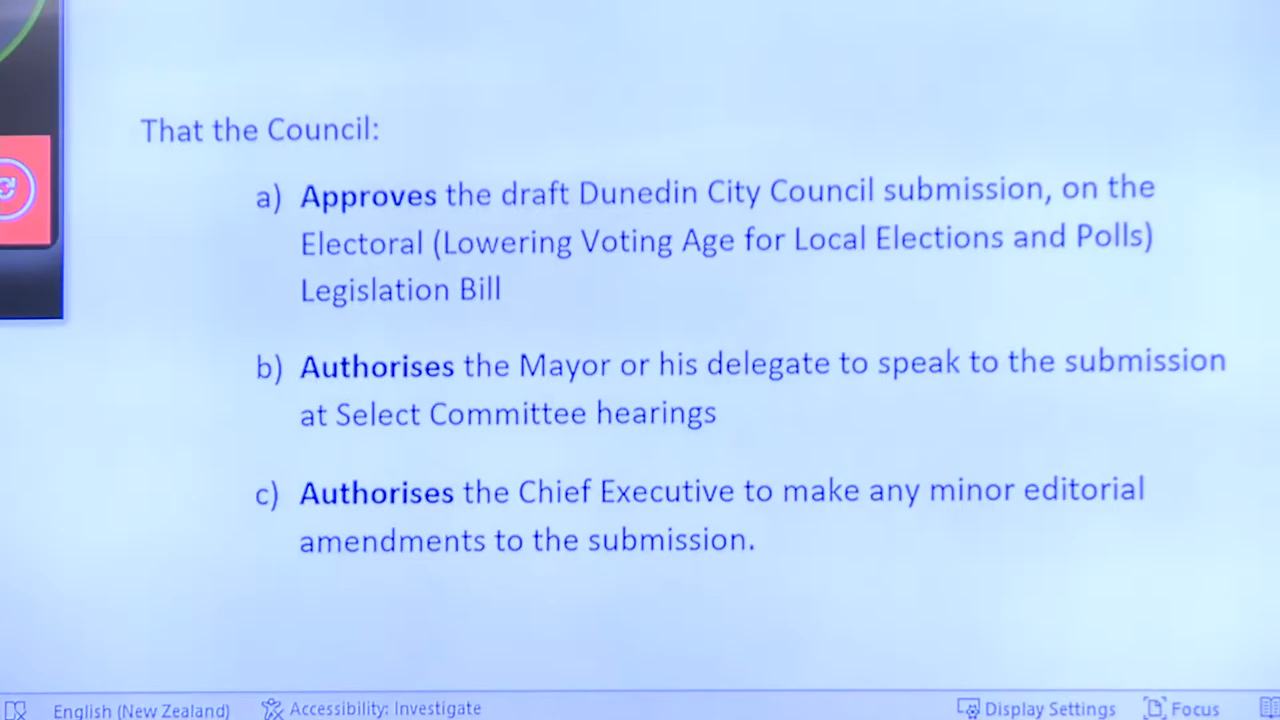 That the Council:
a) Approves the draft Dunedin City Council submission, on the
Electoral (Lowering Voting Age for Local Elections and Polls)
Legislation Bill
b) Authorises the Mayor or his delegate to speak to the submission
at Select Committee hearings
c) Authorises the Chief Executive to make any minor editorial
amendments to the submission.
English (New Zealand) Accessibility: Investigate Display Settings Focus